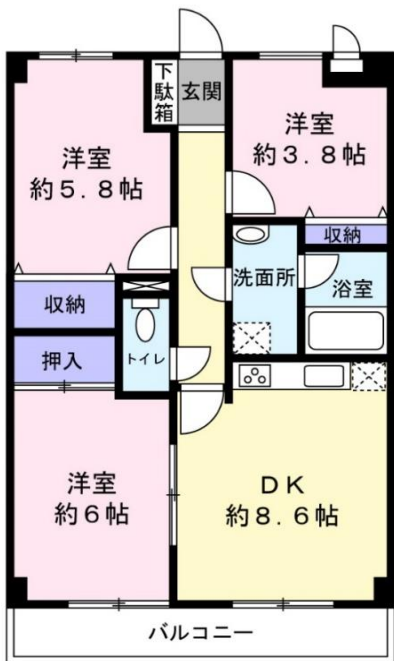 下駄箱
玄関
洋室
約5.8帖
洋室
約3.8帖
収納
収納
洗面所
浴室
押入
トイレ
洋室
約6帖
DK
約8.6帖
バルコニー